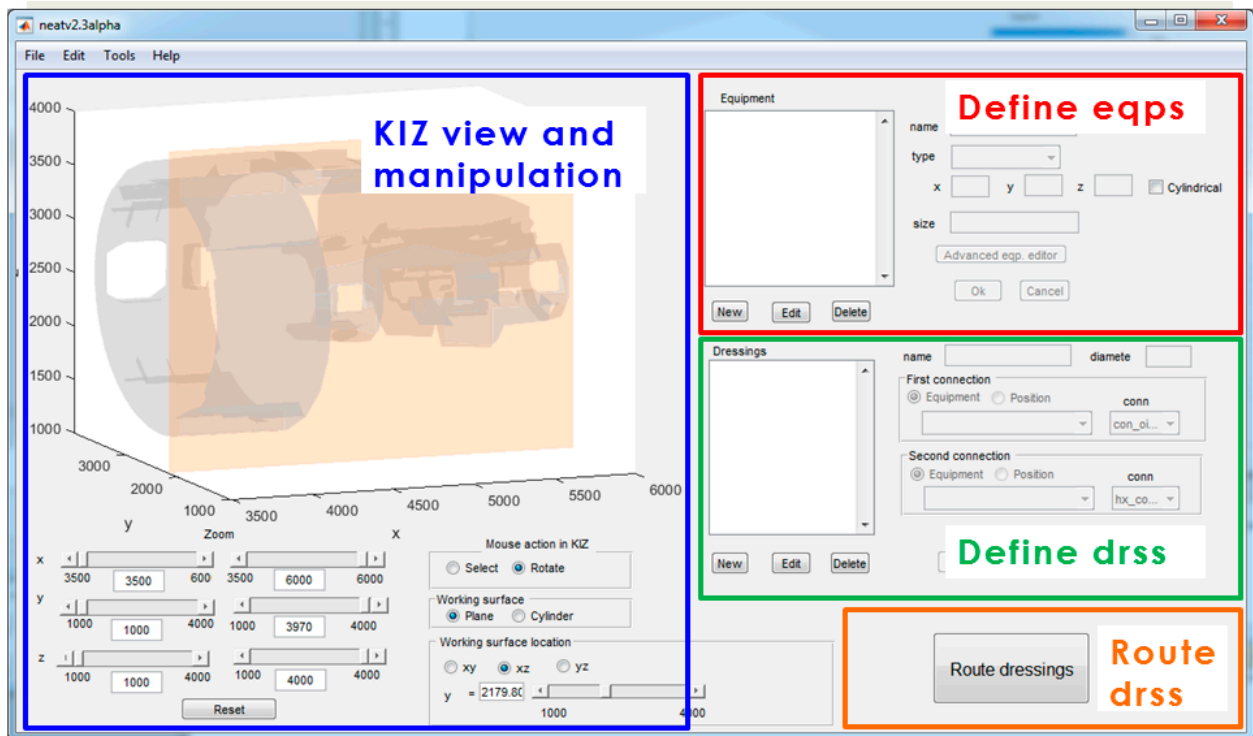 neatv2.3alpha
File Edit Tools Help
KIZ view and
manipulation
4000
3500
3000
2500
2000
1500
1000
3000
2000
1000
y
3500
4000
4500
5000
5500
6000
x
Zoom
x
3500 3500 600 3500 6000 6000
y
1000 1000 4000 1000 3970 4000
z
1000 1000 4000 1000 4000 4000
Reset
Mouse action in KIZ
Select Rotate
Working surface
Plane Cylinder
Working surface location
xy xz yz
y = 2179.80
1000 4000
Define eqps
Equipment
name
type
x y z Cylindrical
size
Advanced eqp. editor
Ok Cancel
New Edit Delete
Dressings
name diamete
First connection
Equipment Position conn
con_oi...
Second connection
Equipment Position conn
hx_co...
Define drss
New Edit Delete
Route dressings
Route
drss